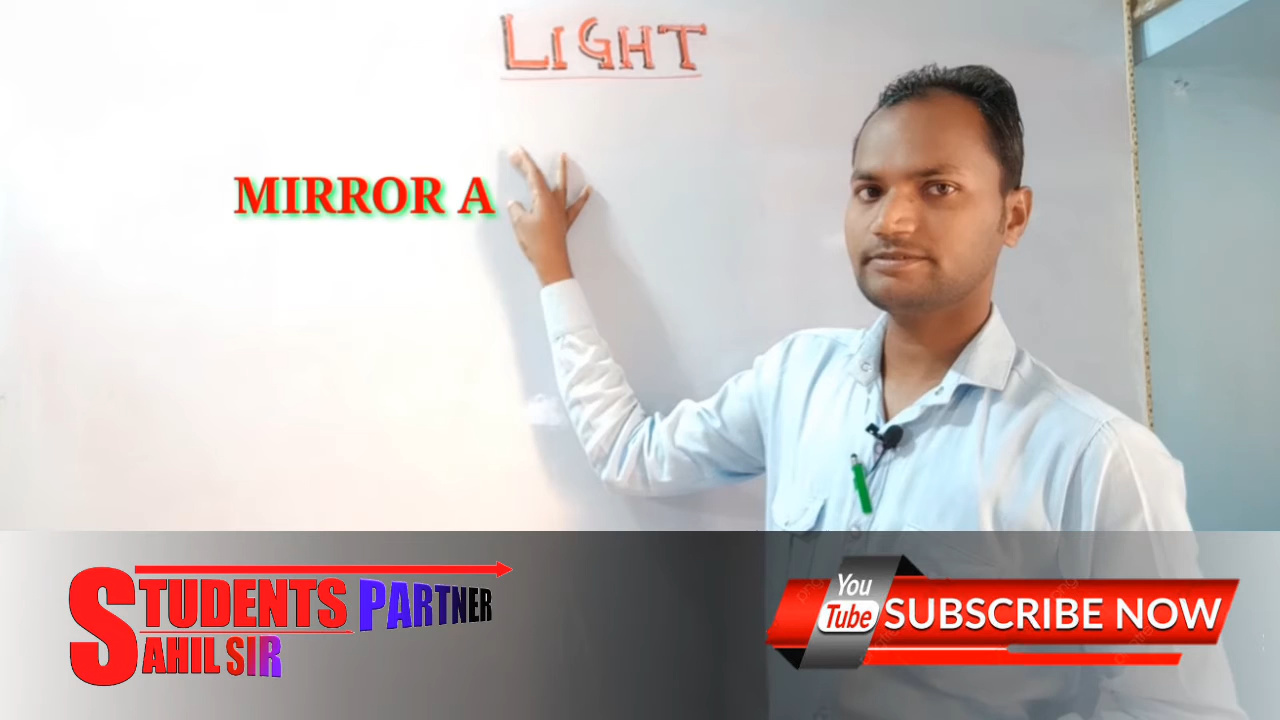 LIGHT
MIRROR A
STUDENTS PARTNER
SAHIL SIR
You
Tube
SUBSCRIBE NOW